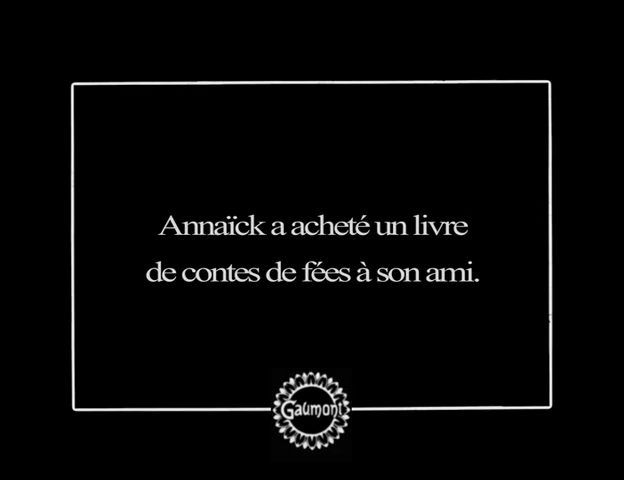 Annaïck a acheté un livre
de contes de fées à son ami.
Gaumont